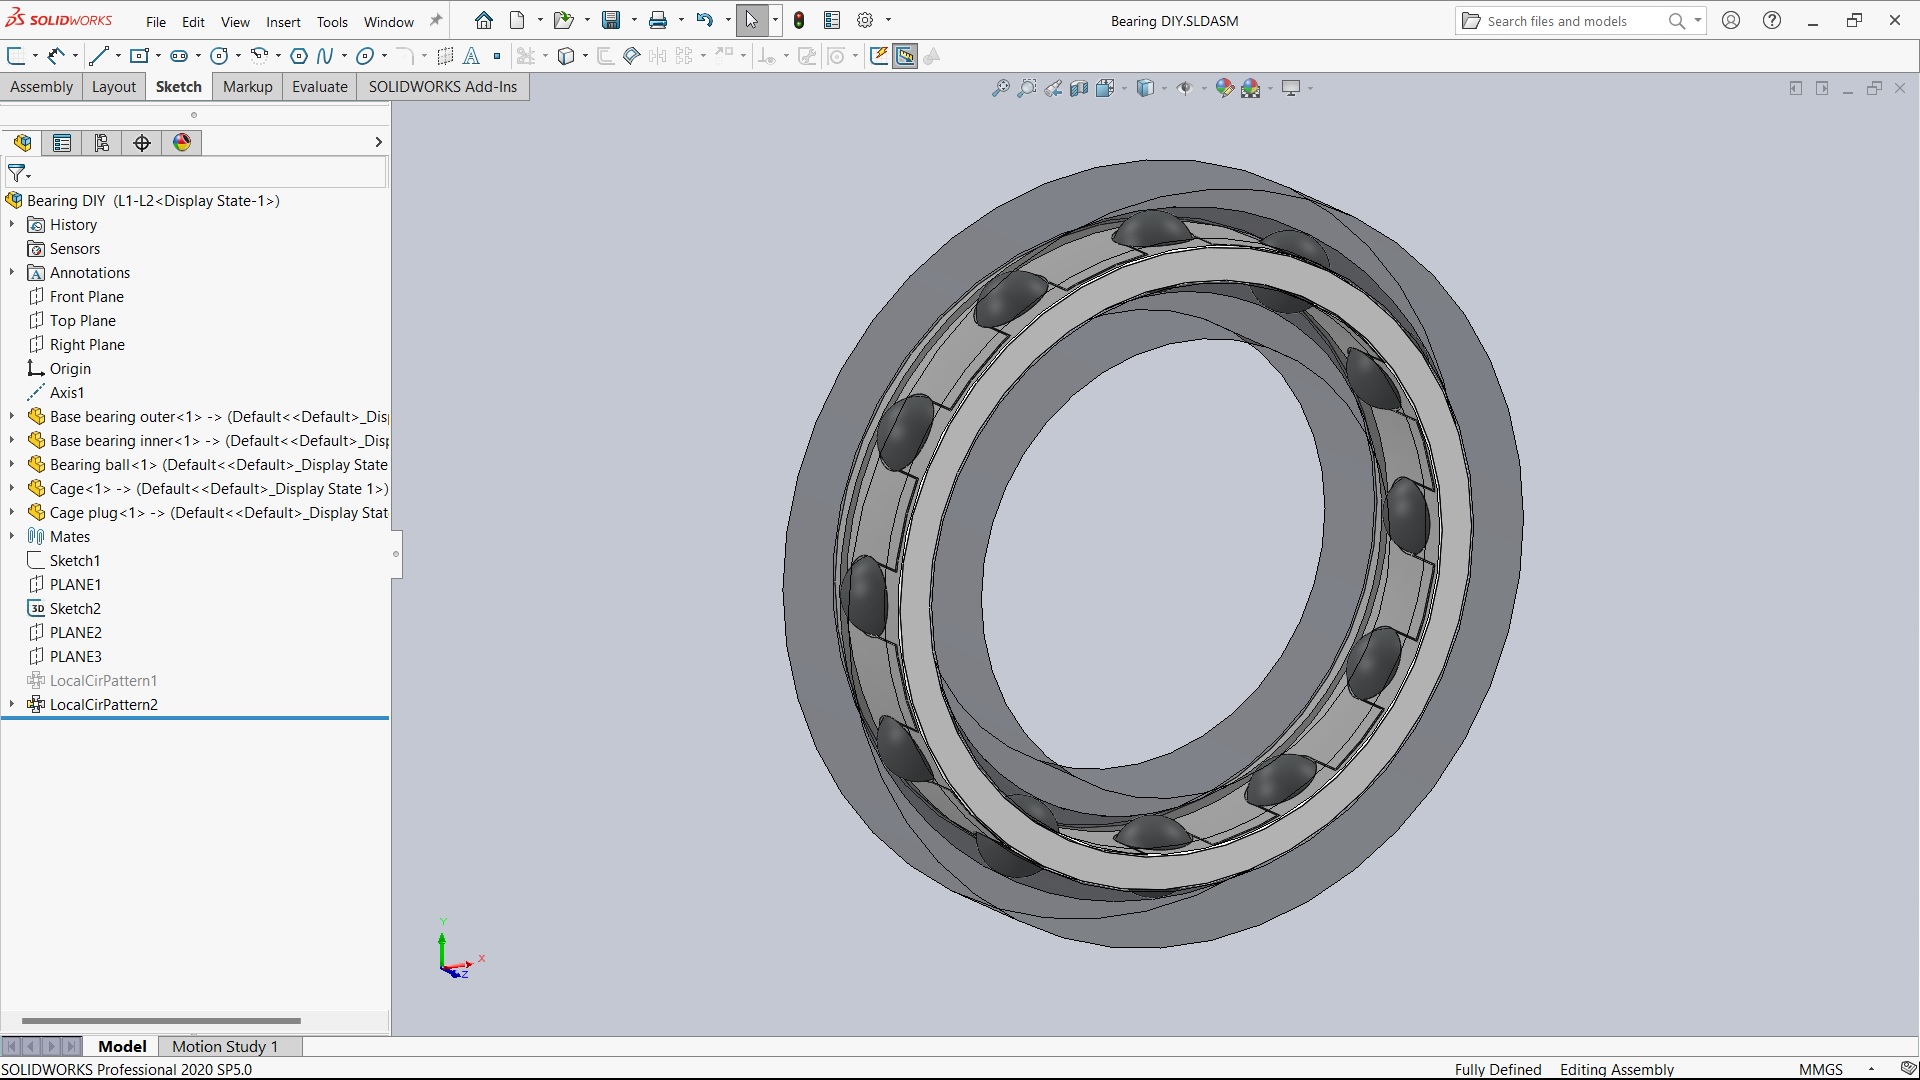 SOLIDWORKS File Edit View Insert Tools Window Bearing DIY.SLDASM Search files and models
Assembly Layout Sketch Markup Evaluate SOLIDWORKS Add-Ins
Bearing DIY (L1-L2<Display State-1>)
History
Sensors
Annotations
Front Plane
Top Plane
Right Plane
Origin
Axis1
Base bearing outer<1> -> (Default<<Default>_Disp
Base bearing inner<1> -> (Default<<Default>_Disp
Bearing ball<1> (Default<<Default>_Display State
Cage<1> -> (Default<<Default>_Display State 1>)
Cage plug<1> -> (Default<<Default>_Display Stat
Mates
Sketch1
PLANE1
3D Sketch2
PLANE2
PLANE3
LocalCirPattern1
LocalCirPattern2
Y
X
Z
Model Motion Study 1
SOLIDWORKS Professional 2020 SP5.0 Fully Defined Editing Assembly MMGS